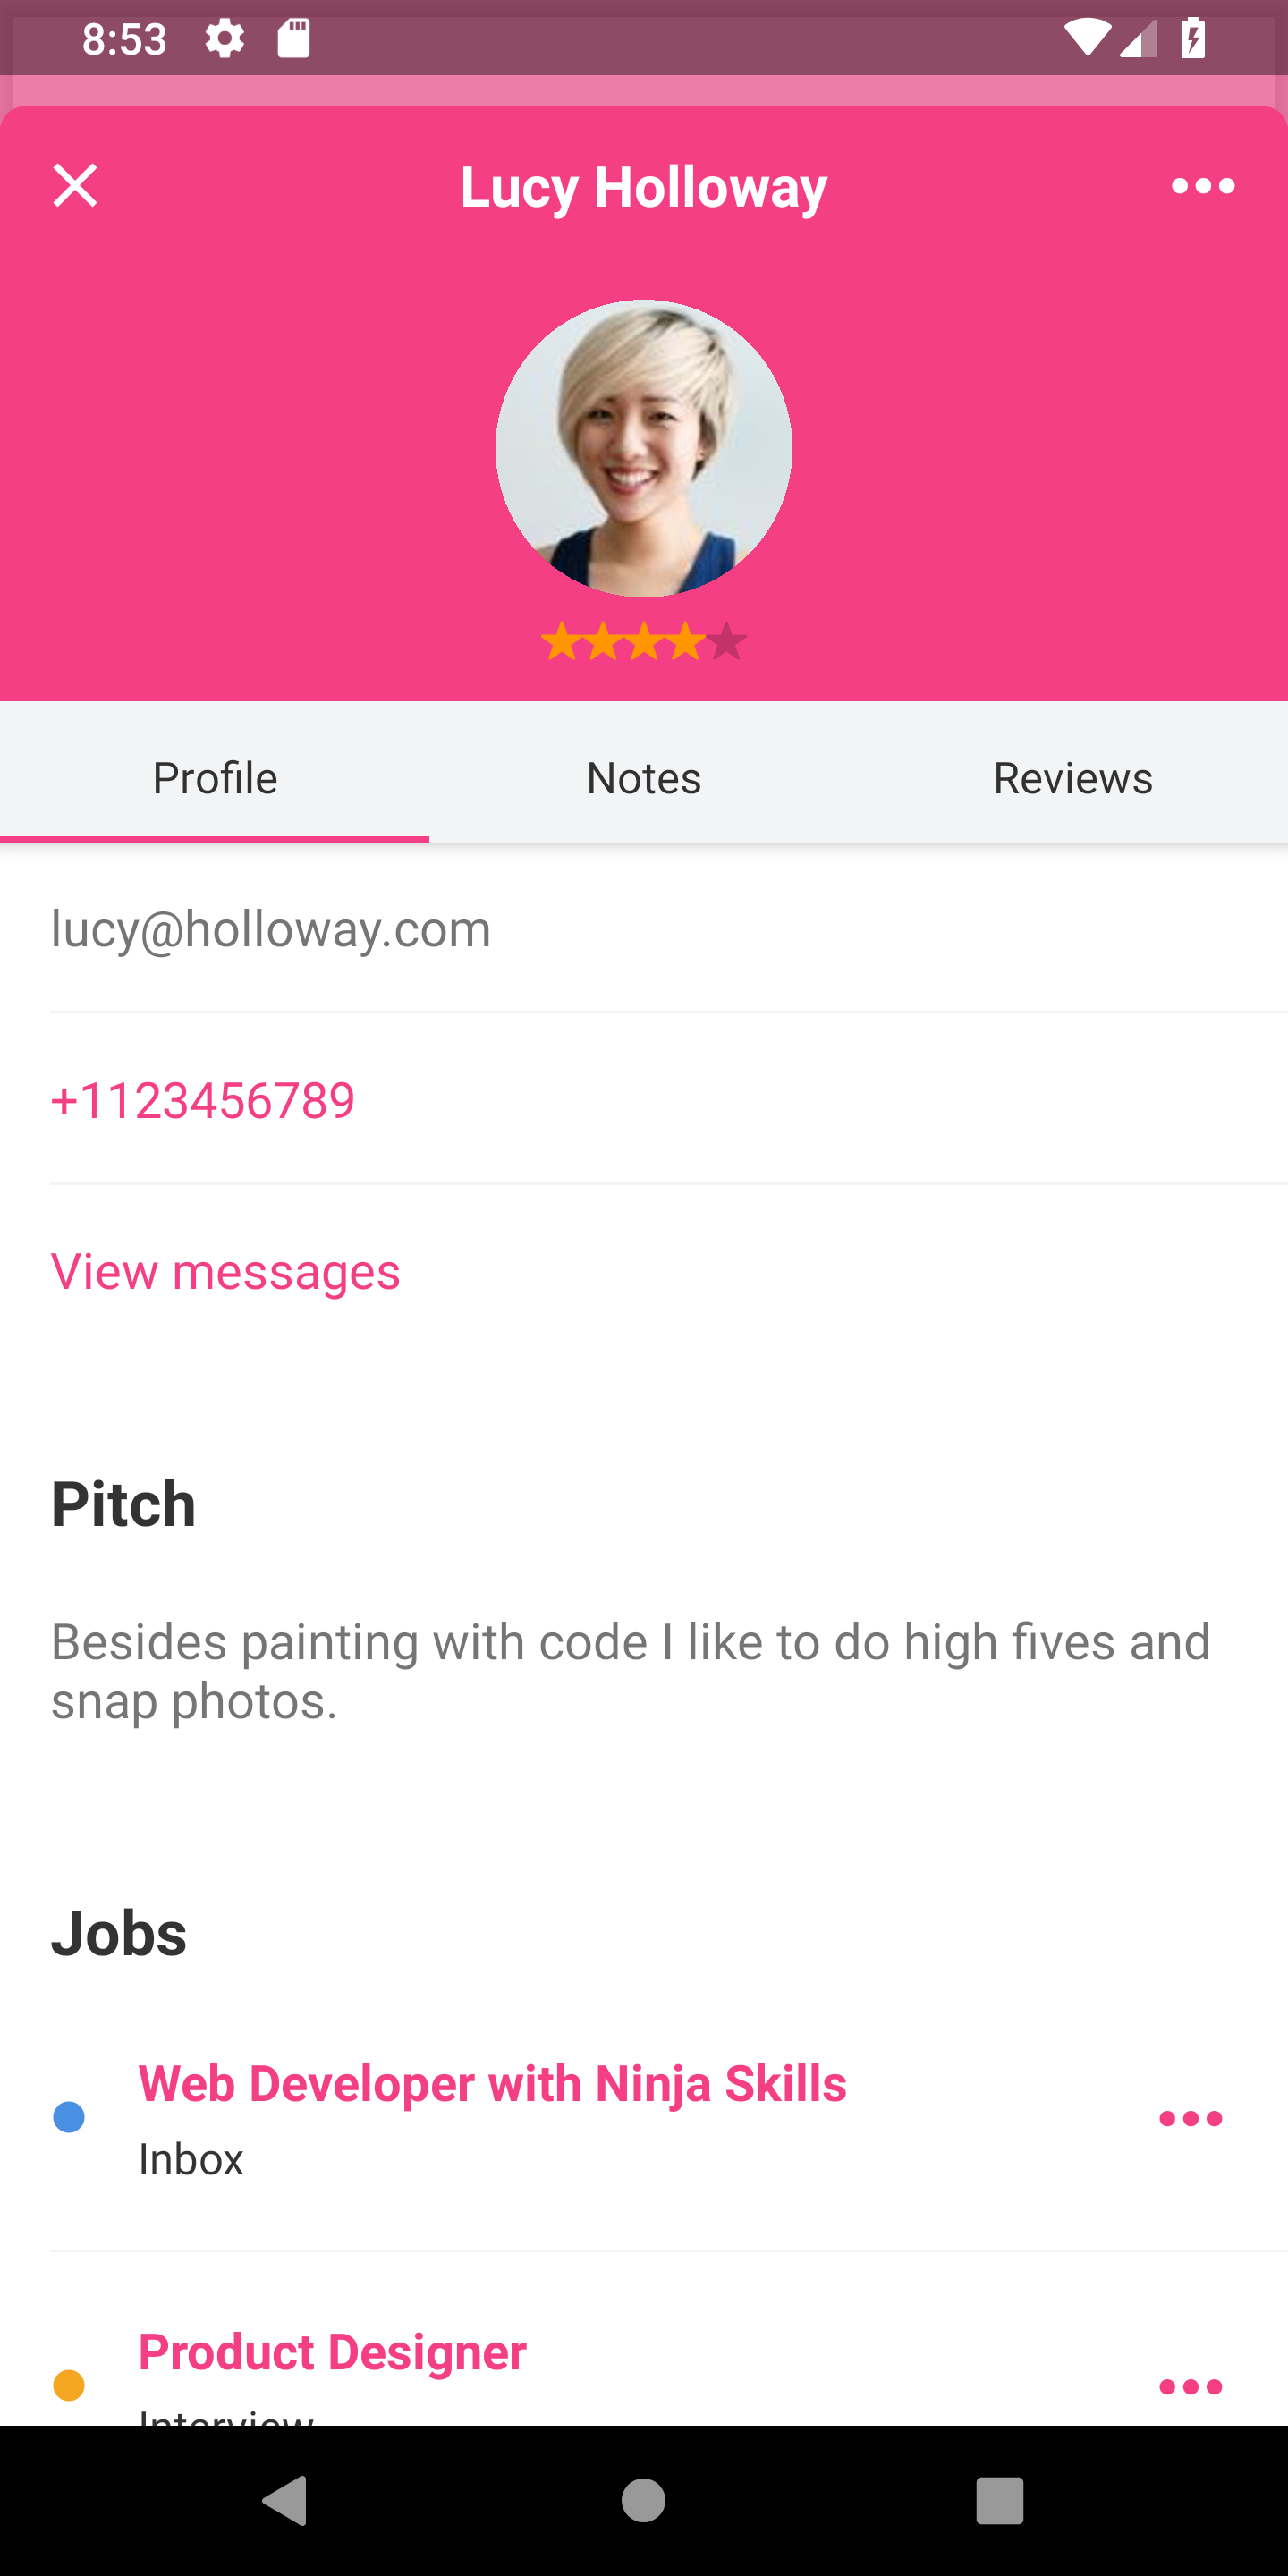 8:53
Lucy Holloway
Profile
Notes
Reviews
lucy@holloway.com
+1123456789
View messages
Pitch
Besides painting with code I like to do high fives and
snap photos.
Jobs
Web Developer with Ninja Skills
Inbox
Product Designer
Interview